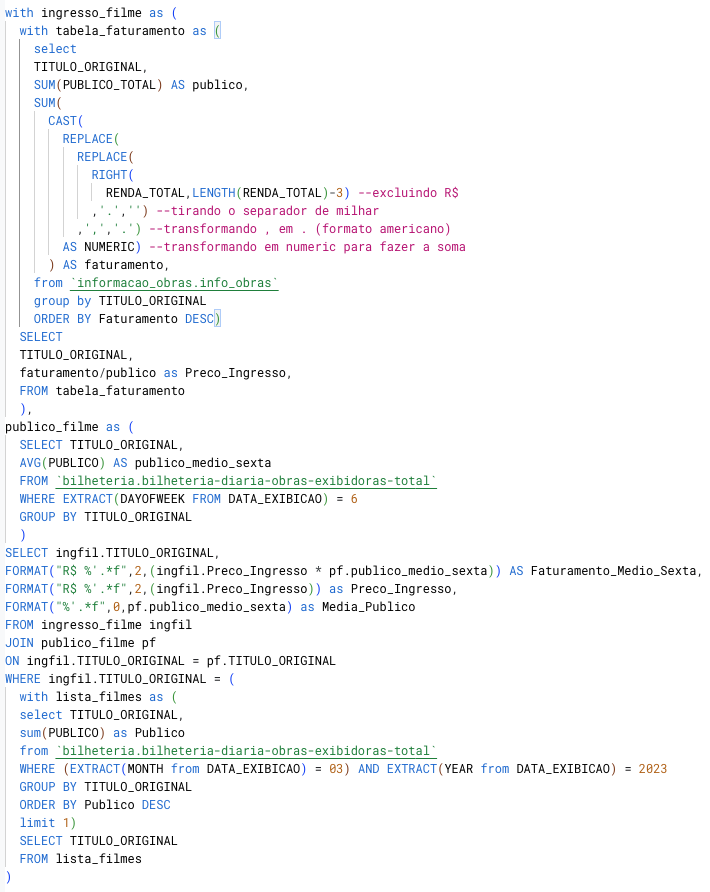 with ingresso_filme as (
with tabela_faturamento as (
select
TITULO_ORIGINAL,
SUM(PUBLICO_TOTAL) AS publico,
SUM(
CAST(
REPLACE(
REPLACE(
RIGHT(
RENDA_TOTAL,LENGTH(RENDA_TOTAL)-3) --excluindo R$
,'.','') --tirando o separador de milhar
,',','.') --transformando , em . (formato americano)
AS NUMERIC) --transformando em numeric para fazer a soma
) AS faturamento,
from `informacao_obras.info_obras`
group by TITULO_ORIGINAL
ORDER BY Faturamento DESC)
SELECT
TITULO_ORIGINAL,
faturamento/publico as Preco_Ingresso,
FROM tabela_faturamento
),
publico_filme as (
SELECT TITULO_ORIGINAL,
AVG(PUBLICO) AS publico_medio_sexta
FROM `bilheteria.bilheteria-diaria-obras-exibidoras-total`
WHERE EXTRACT(DAYOFWEEK FROM DATA_EXIBICAO) = 6
GROUP BY TITULO_ORIGINAL
)
SELECT ingfil.TITULO_ORIGINAL,
FORMAT("R$ %'.*f",2,(ingfil.Preco_Ingresso * pf.publico_medio_sexta)) AS Faturamento_Medio_Sexta,
FORMAT("R$ %'.*f",2,(ingfil.Preco_Ingresso)) as Preco_Ingresso,
FORMAT("%'.*f",0,pf.publico_medio_sexta) as Media_Publico
FROM ingresso_filme ingfil
JOIN publico_filme pf
ON ingfil.TITULO_ORIGINAL = pf.TITULO_ORIGINAL
WHERE ingfil.TITULO_ORIGINAL = (
with lista_filmes as (
select TITULO_ORIGINAL,
sum(PUBLICO) as Publico
from `bilheteria.bilheteria-diaria-obras-exibidoras-total`
WHERE (EXTRACT(MONTH from DATA_EXIBICAO) = 03) AND EXTRACT(YEAR from DATA_EXIBICAO) = 2023
GROUP BY TITULO_ORIGINAL
ORDER BY Publico DESC
limit 1)
SELECT TITULO_ORIGINAL
FROM lista_filmes
)